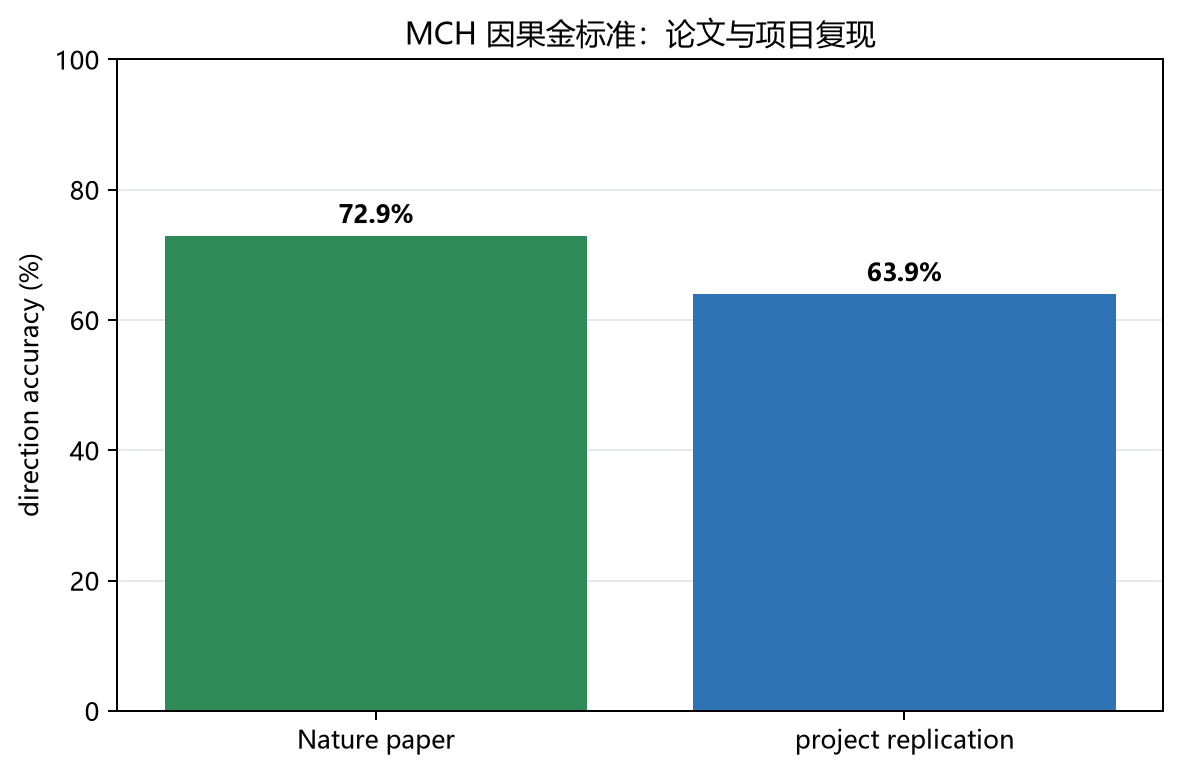 MCH 因果金标准：论文与项目复现
100
80
60
40
20
0
direction accuracy (%)
72.9%
63.9%
Nature paper
project replication